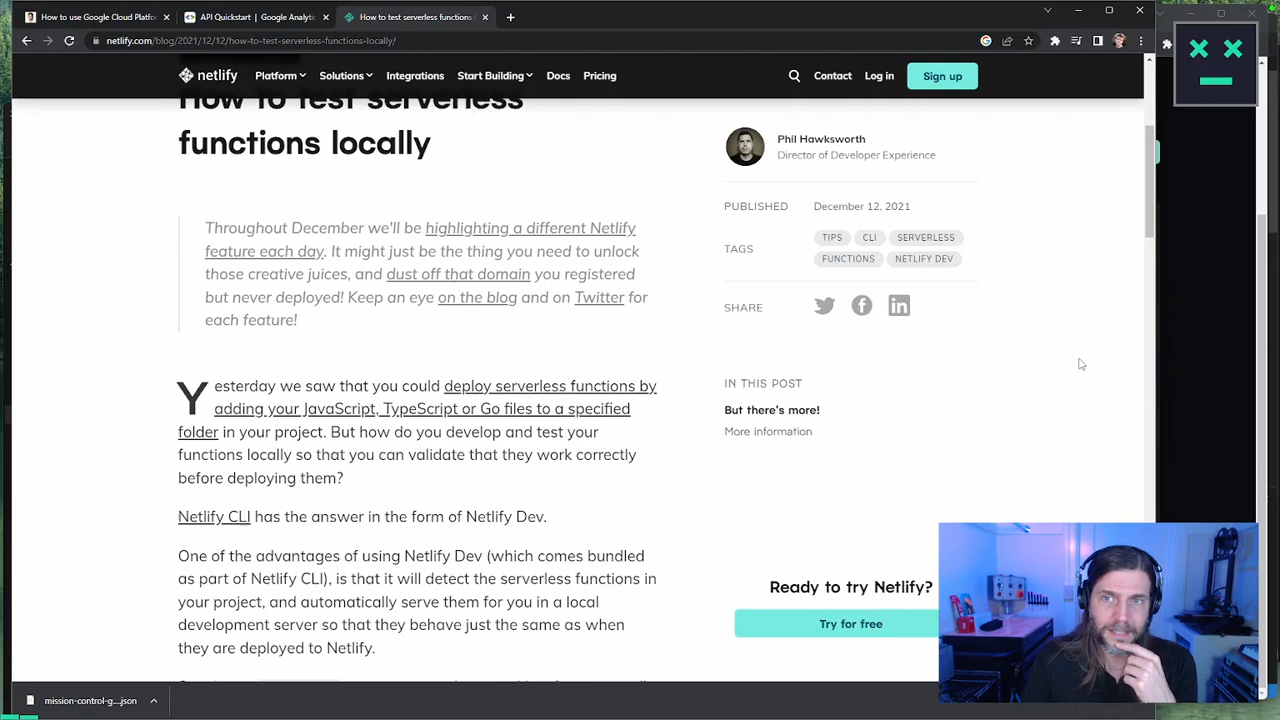 How to use Google Cloud Platfo
API Quickstart | Google Analytic
How to test serverless functions
netlify.com/blog/2021/12/12/how-to-test-serverless-functions-locally/
netlify
Platform
Solutions
Integrations
Start Building
Docs
Pricing
Contact
Log in
Sign up
How to test serverless
functions locally
Throughout December we'll be highlighting a different Netlify
feature each day. It might just be the thing you need to unlock
those creative juices, and dust off that domain you registered
but never deployed! Keep an eye on the blog and on Twitter for
each feature!
Yesterday we saw that you could deploy serverless functions by
adding your JavaScript, TypeScript or Go files to a specified
folder in your project. But how do you develop and test your
functions locally so that you can validate that they work correctly
before deploying them?
Netlify CLI has the answer in the form of Netlify Dev.
One of the advantages of using Netlify Dev (which comes bundled
as part of Netlify CLI), is that it will detect the serverless functions in
your project, and automatically serve them for you in a local
development server so that they behave just the same as when
they are deployed to Netlify.
Phil Hawksworth
Director of Developer Experience
PUBLISHED
December 12, 2021
TAGS
TIPS
CLI
SERVERLESS
FUNCTIONS
NETLIFY DEV
SHARE
IN THIS POST
But there's more!
More information
Ready to try Netlify?
Try for free
mission-control-g....json